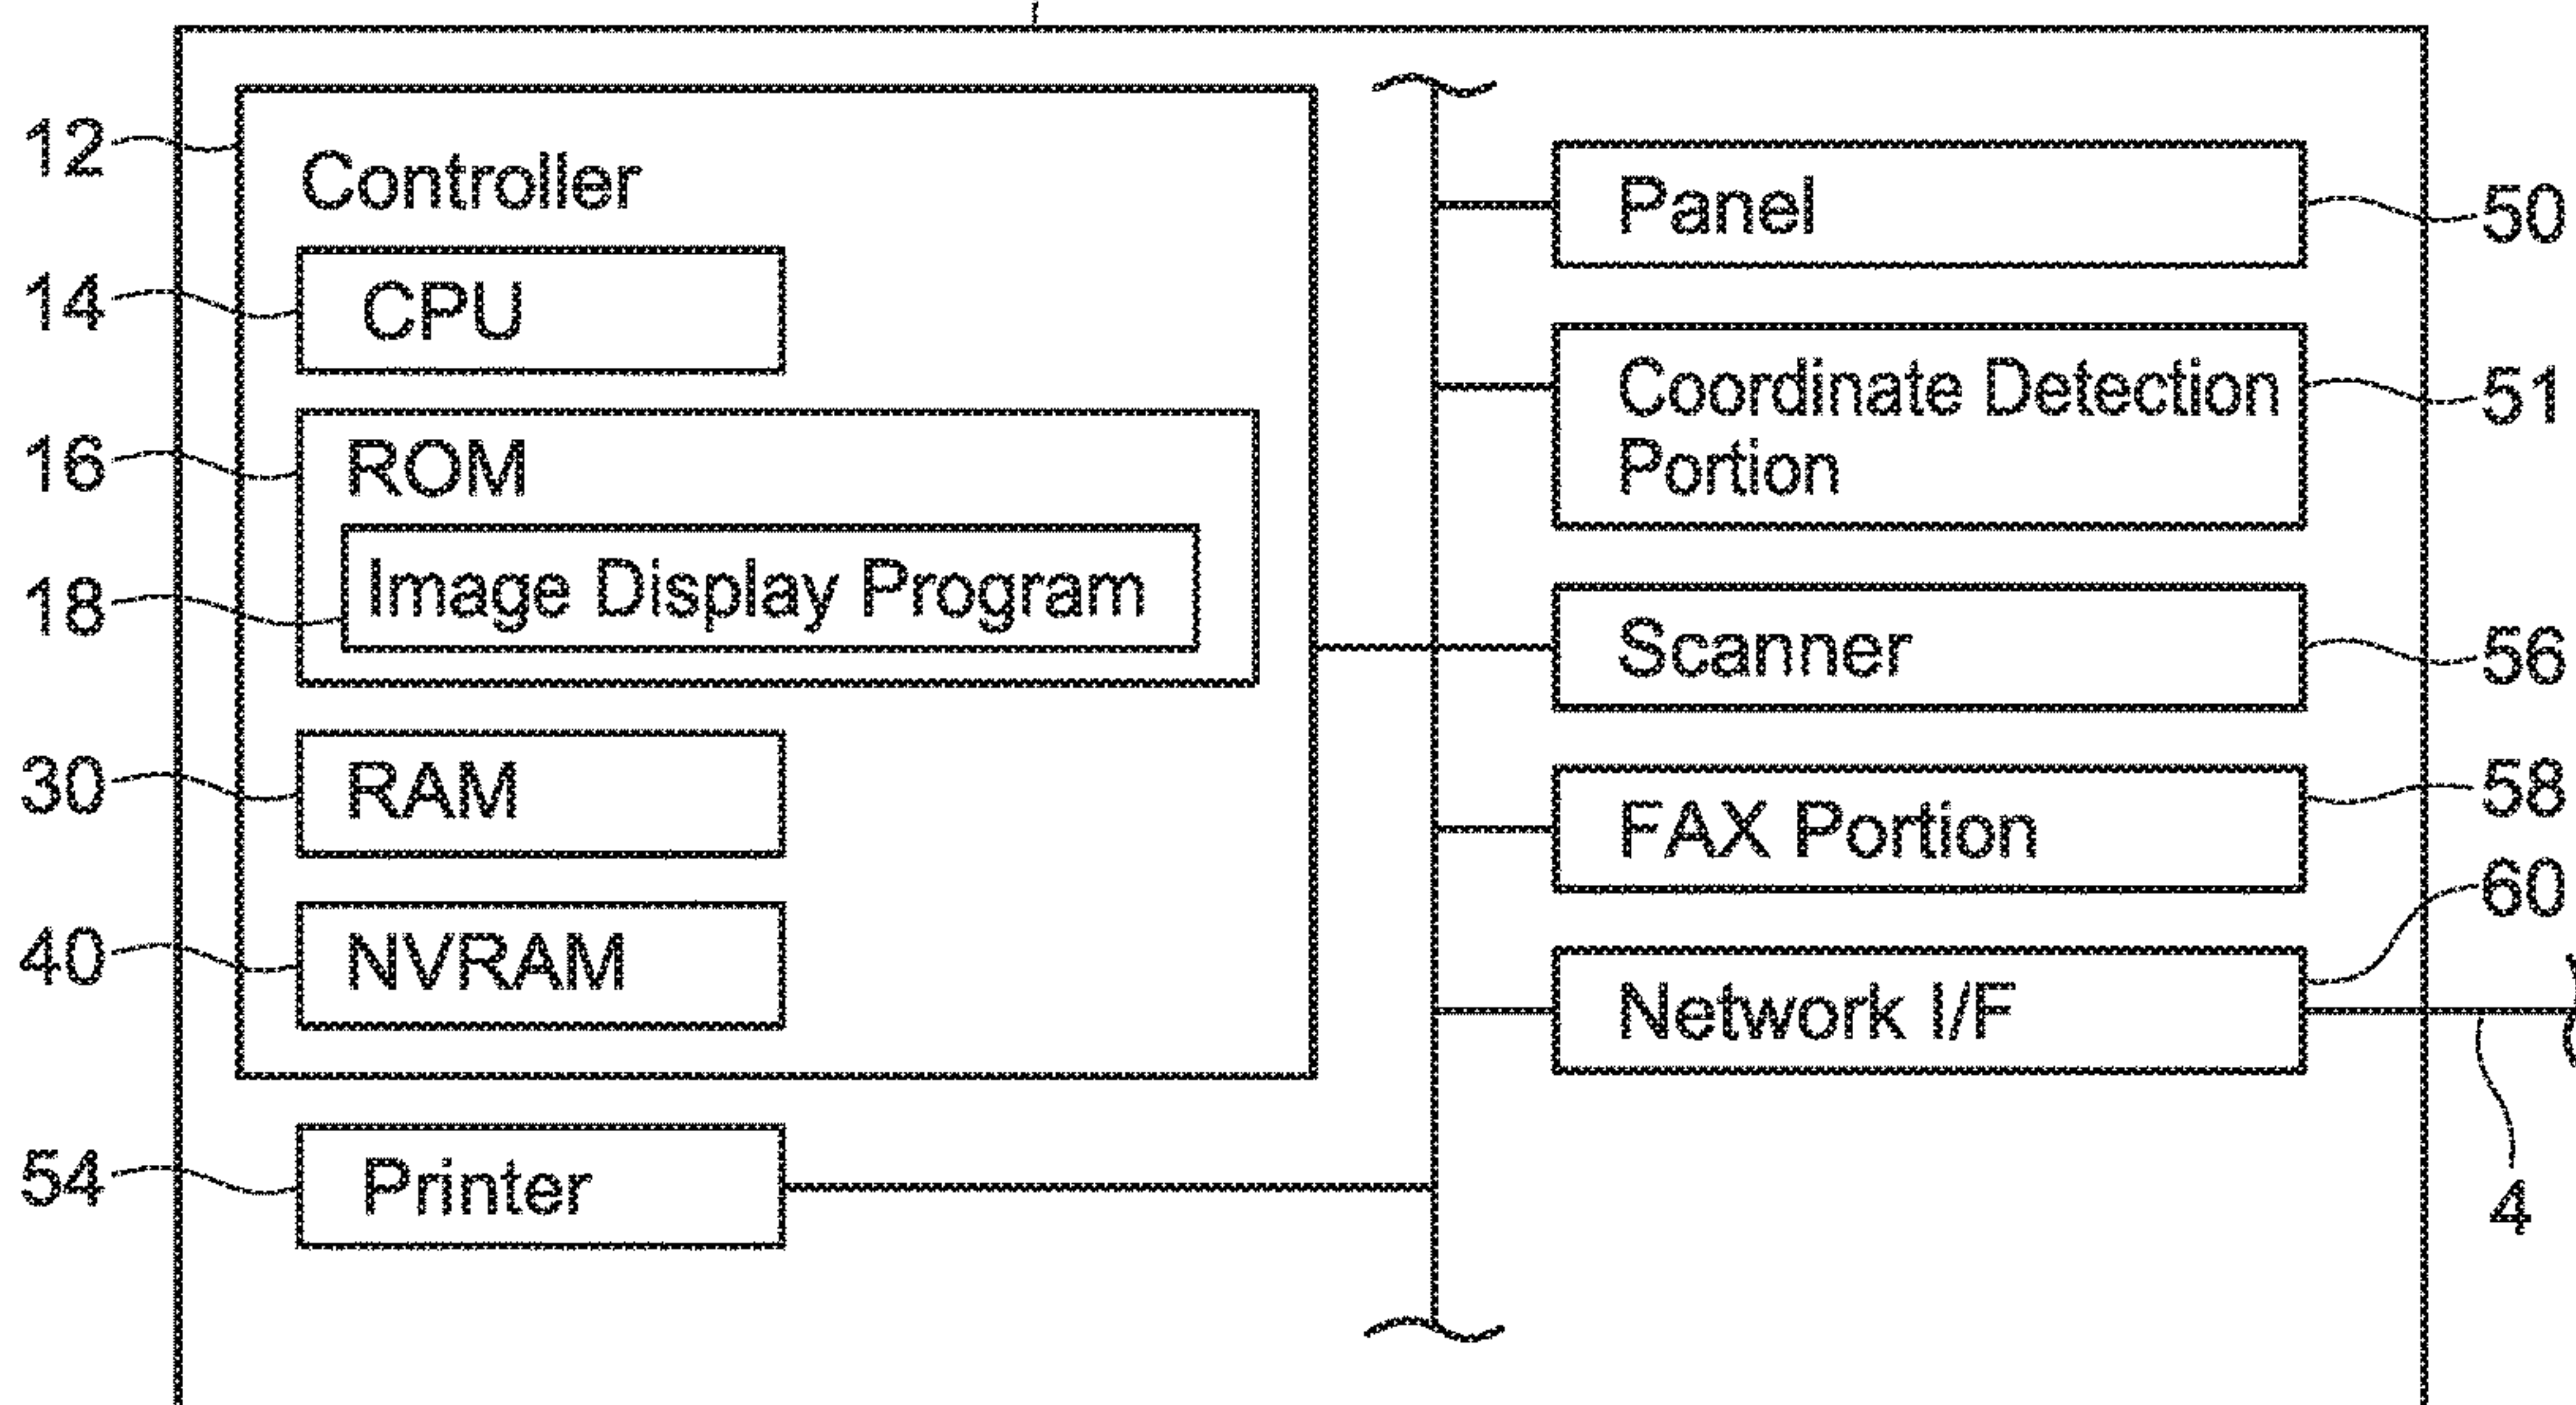 12
Controller
14
CPU
16
ROM
18
Image Display Program
30
RAM
40
NVRAM
54
Printer
Panel
50
Coordinate Detection
Portion
51
Scanner
56
FAX Portion
58
60
Network I/F
4